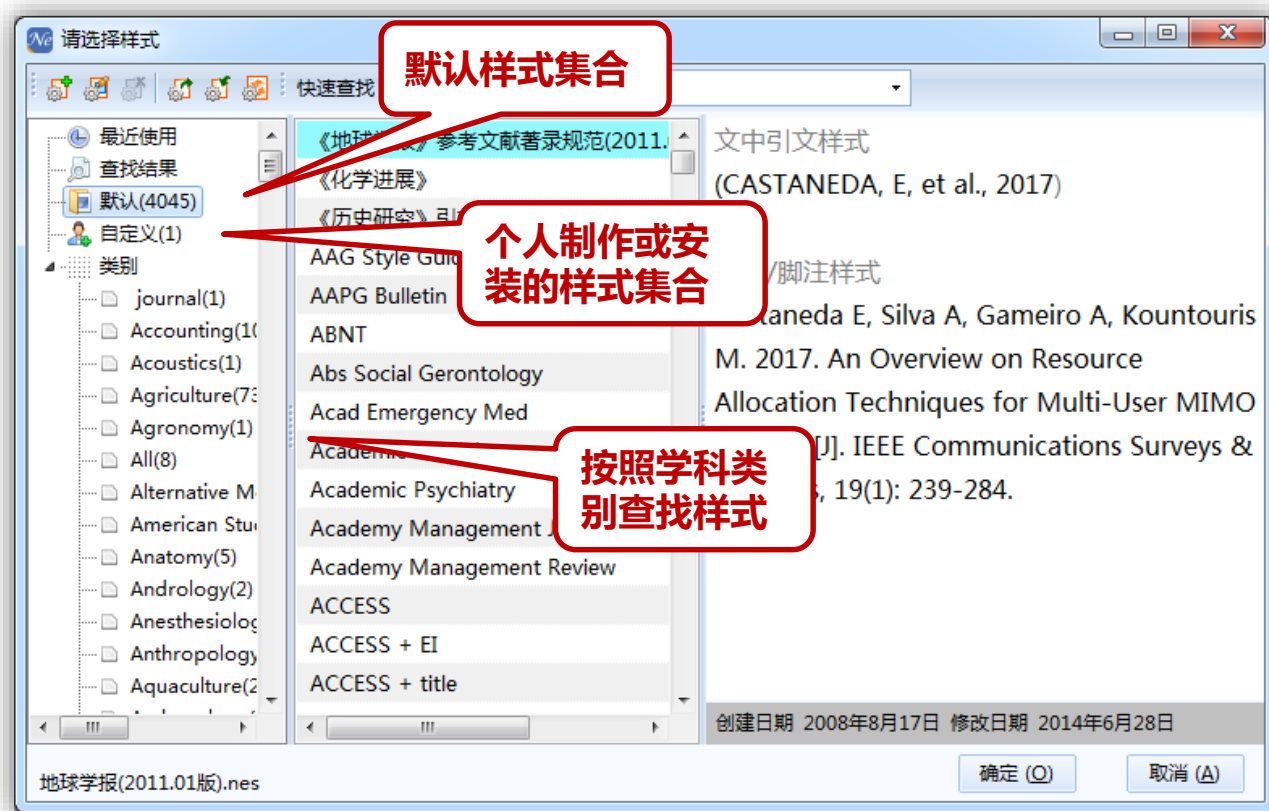 请选择样式
快速查找
默认样式集合
最近使用
查找结果
默认(4045)
自定义(1)
类别
journal(1)
Accounting(10
Acoustics(1)
Agriculture(73
Agronomy(1)
All(8)
Alternative M
American Stu
Anatomy(5)
Andrology(2)
Anesthesiolog
Anthropology
Aquaculture(2
《地球学报》参考文献著录规范(2011.
《化学进展》
《历史研究》引
AAG Style Guid
AAPG Bulletin
ABNT
Abs Social Gerontology
Acad Emergency Med
Academic
Academic Psychiatry
Academy Management J
Academy Management Review
ACCESS
ACCESS + EI
ACCESS + title
个人制作或安
装的样式集合
按照学科类
别查找样式
文中引文样式
(CASTANEDA, E, et al., 2017)
/脚注样式
taneda E, Silva A, Gameiro A, Kountouris
M. 2017. An Overview on Resource
Allocation Techniques for Multi-User MIMO
[J]. IEEE Communications Surveys &
, 19(1): 239-284.
创建日期 2008年8月17日 修改日期 2014年6月28日
地球学报(2011.01版).nes
确定 (O)
取消 (A)